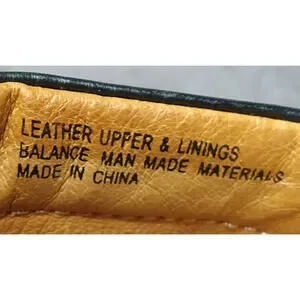 LEATHER UPPER & LININGS
BALANCE MAN MADE MATERIALS
MADE IN CHINA